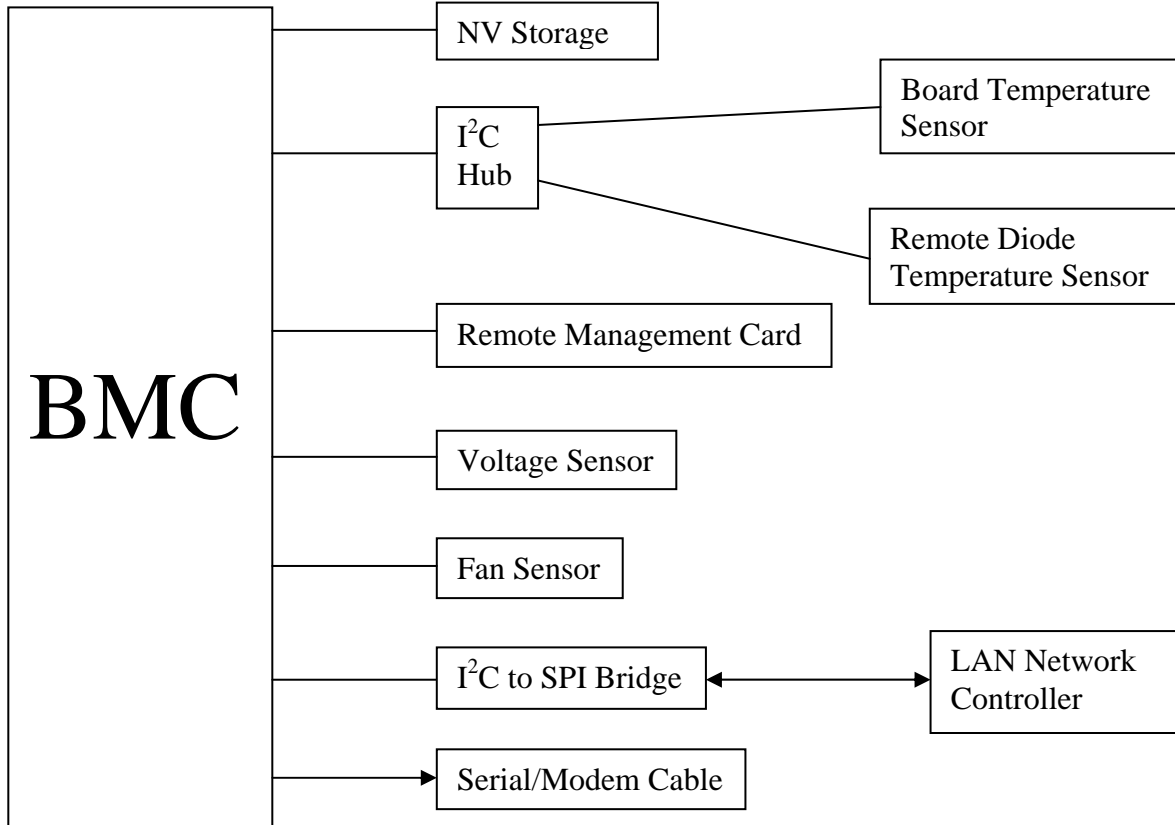 BMC
NV Storage
I²C
Hub
Board Temperature
Sensor
Remote Diode
Temperature Sensor
Remote Management Card
Voltage Sensor
Fan Sensor
I²C to SPI Bridge
LAN Network
Controller
Serial/Modem Cable